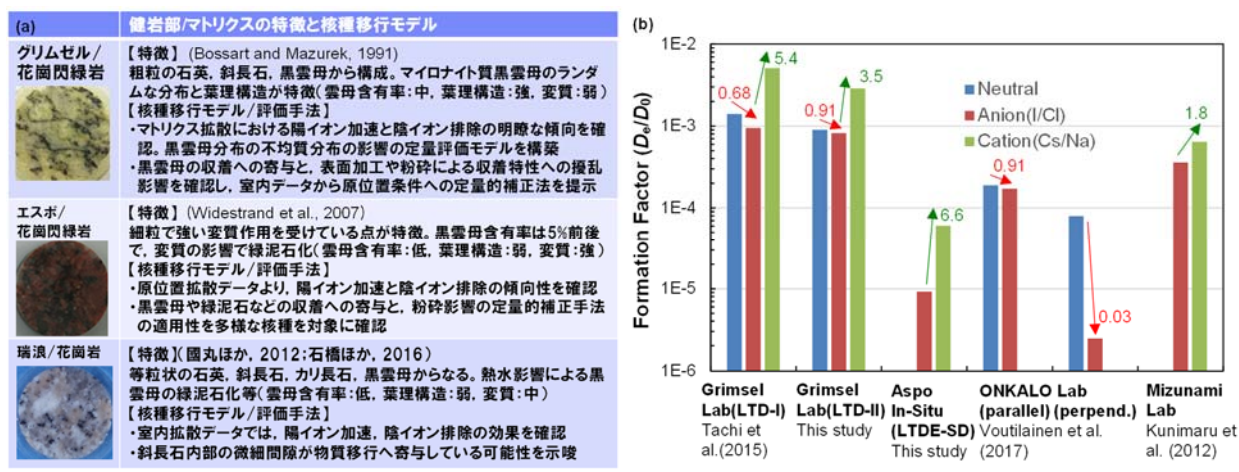 (a)
健岩部/マトリクスの特徴と核種移行モデル
グリムゼル/
花崗閃緑岩
【特徴】 (Bossart and Mazurek, 1991)
粗粒の石英，斜長石，黒雲母から構成。マイロナイト質黒雲母のランダ
ムな分布と葉理構造が特徴(雲母含有率：中，葉理構造：強，変質：弱)
【核種移行モデル/評価手法】
・マトリクス拡散における陽イオン加速と陰イオン排除の明瞭な傾向を確
認。黒雲母分布の不均質分布の影響の定量評価モデルを構築
・黒雲母の収着への寄与と，表面加工や粉砕による収着特性への擾乱
影響を確認し，室内データから原位置条件への定量的補正法を提示
エスポ/
花崗閃緑岩
【特徴】 (Widestrand et al., 2007)
細粒で強い変質作用を受けている点が特徴。黒雲母含有率は5%前後
で，変質の影響で緑泥石化(雲母含有率：低，葉理構造：弱，変質：強)
【核種移行モデル/評価手法】
・原位置拡散データより，陽イオン加速と陰イオン排除の傾向性を確認
・黒雲母や緑泥石などの収着への寄与と，粉砕影響の定量的補正手法
の適用性を多様な核種を対象に確認
瑞浪/花崗岩
【特徴】(國丸ほか，2012；石橋ほか，2016)
等粒状の石英，斜長石，カリ長石，黒雲母からなる。熱水影響による黒
雲母の緑泥石化等(雲母含有率：低，葉理構造：弱，変質：中)
【核種移行モデル/評価手法】
・室内拡散データでは，陽イオン加速，陰イオン排除の効果を確認
・斜長石内部の微細間隙が物質移行へ寄与している可能性を示唆
(b)
Formation Factor (De/D0)
1E-2
1E-3
1E-4
1E-5
1E-6
Neutral
Anion(I/Cl)
Cation(Cs/Na)
0.68
5.4
0.91
3.5
6.6
0.91
0.03
1.8
Grimsel
Lab(LTD-I)
Tachi et
al.(2015)
Grimsel
Lab(LTD-II)
This study
Aspo
In-Situ
(LTDE-SD)
This study
ONKALO Lab
(parallel) (perpend.)
Voutilainen et al.
(2017)
Mizunami
Lab
Kunimaru et
al. (2012)